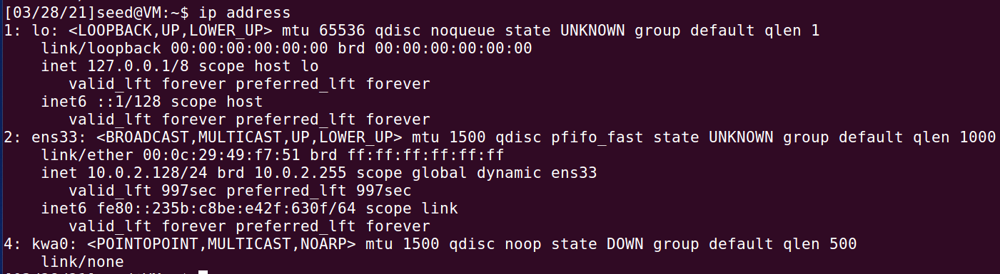 [03/28/21]seed@VM:~$ ip address
1: lo: <LOOPBACK,UP,LOWER_UP> mtu 65536 qdisc noqueue state UNKNOWN group default qlen 1
    link/loopback 00:00:00:00:00:00 brd 00:00:00:00:00:00
    inet 127.0.0.1/8 scope host lo
       valid_lft forever preferred_lft forever
    inet6 ::1/128 scope host
       valid_lft forever preferred_lft forever
2: ens33: <BROADCAST,MULTICAST,UP,LOWER_UP> mtu 1500 qdisc pfifo_fast state UNKNOWN group default qlen 1000
    link/ether 00:0c:29:49:f7:51 brd ff:ff:ff:ff:ff:ff
    inet 10.0.2.128/24 brd 10.0.2.255 scope global dynamic ens33
       valid_lft 997sec preferred_lft 997sec
    inet6 fe80::235b:c8be:e42f:630f/64 scope link
       valid_lft forever preferred_lft forever
4: kwa0: <POINTOPOINT,MULTICAST,NOARP> mtu 1500 qdisc noop state DOWN group default qlen 500
    link/none